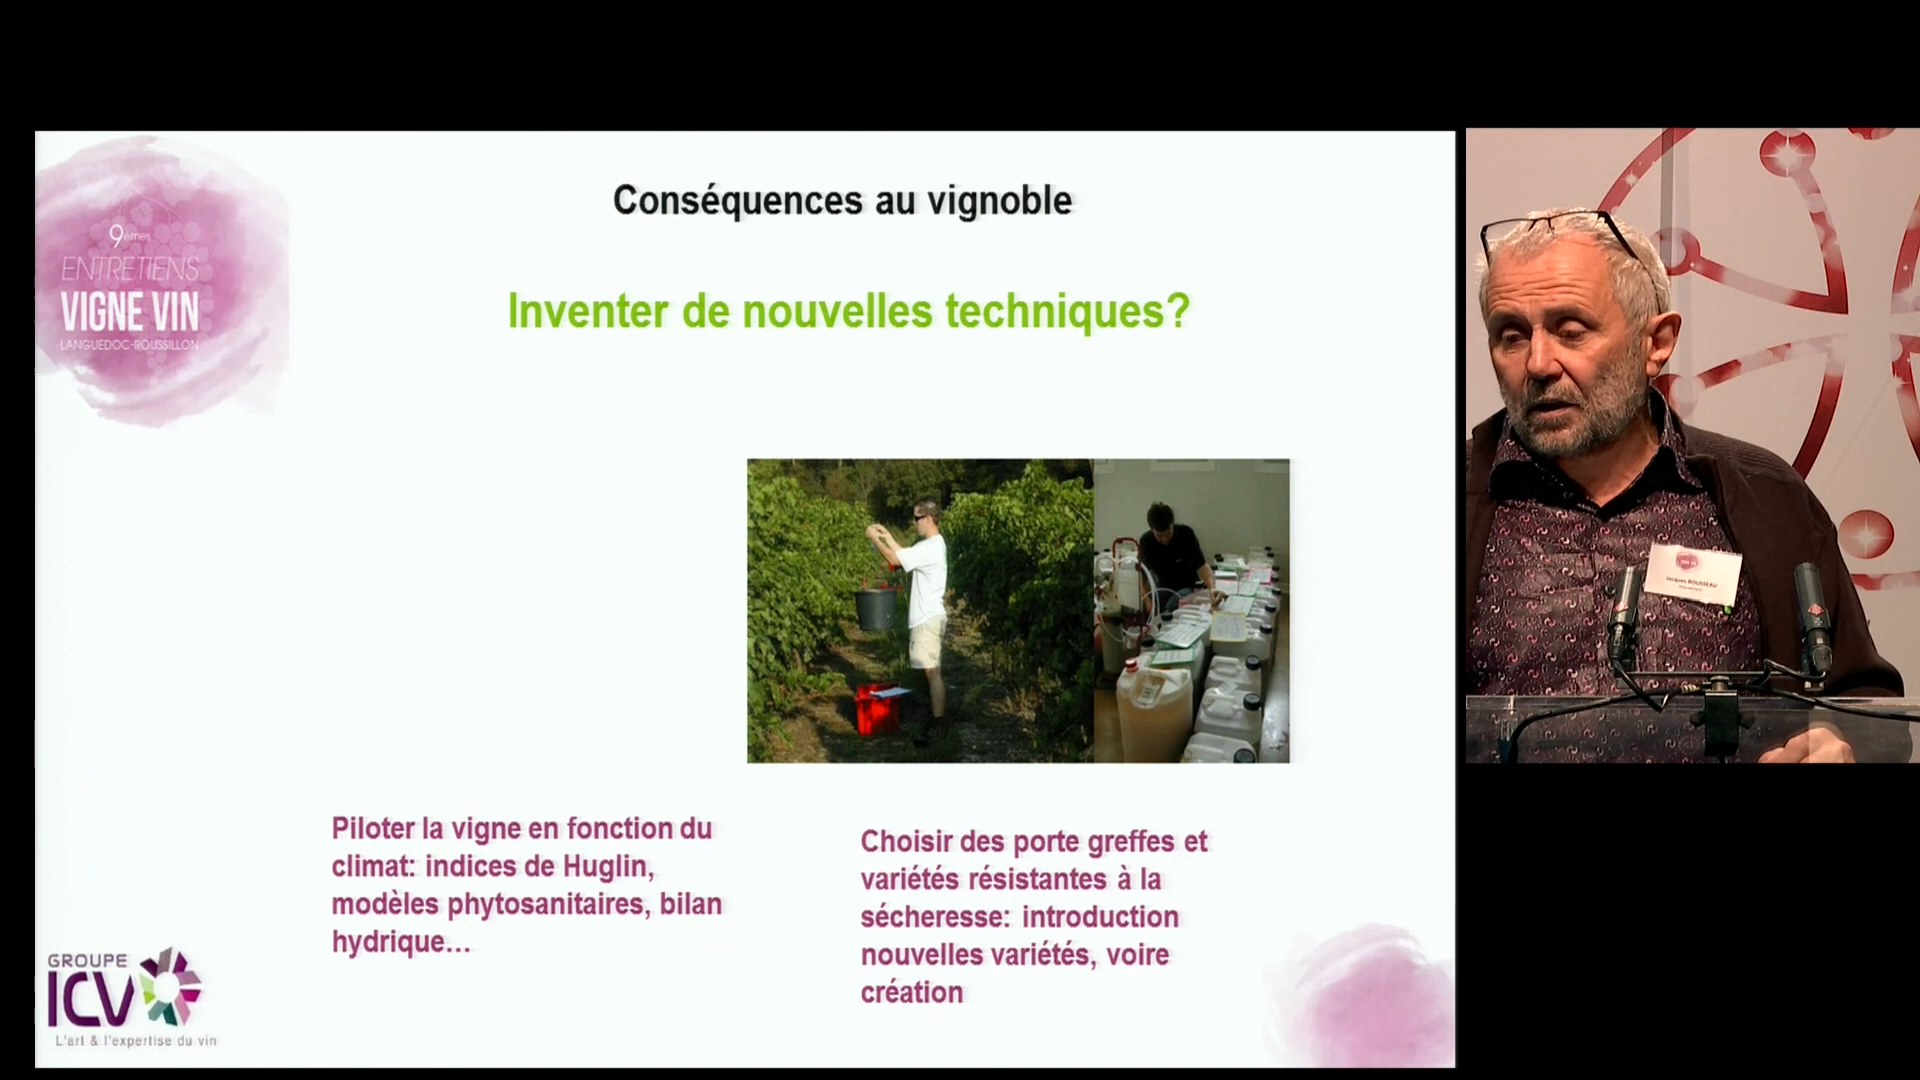 9èmes
ENTRETIENS
VIGNE VIN
LANGUEDOC-ROUSSILLON
Conséquences au vignoble
Inventer de nouvelles techniques?
Piloter la vigne en fonction du
climat: indices de Huglin,
modèles phytosanitaires, bilan
hydrique...
Choisir des porte greffes et
variétés résistantes à la
sécheresse: introduction
nouvelles variétés, voire
création
GROUPE
ICV
L'art & l'expertise du vin
Jacques ROUSSEAU